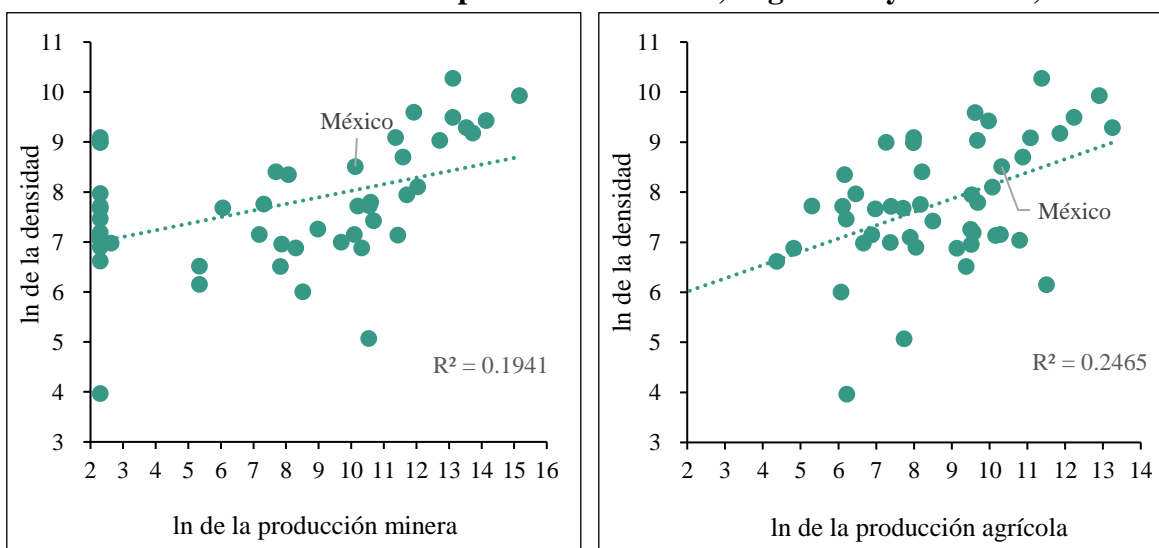 11
10
9
8
7
6
5
4
3
ln de la densidad
México
R² = 0.1941
2 3 4 5 6 7 8 9 10 11 12 13 14 15 16
ln de la producción minera
11
10
9
8
7
6
5
4
3
ln de la densidad
México
R² = 0.2465
2 3 4 5 6 7 8 9 10 11 12 13 14
ln de la producción agrícola